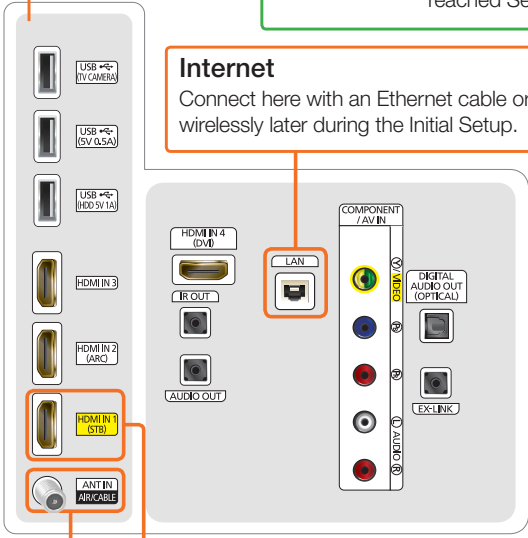 reached Se
Internet
Connect here with an Ethernet cable or
wirelessly later during the Initial Setup.
USB
(TV CAMERA)
USB
(5V 0.5A)
USB
(HDD 5V 1A)
HDMI IN 3
HDMI IN 2
(ARC)
HDMI IN 1
(STB)
ANT IN
AIR/CABLE
HDMI IN 4
(DVI)
IR OUT
AUDIO OUT
LAN
COMPONENT
/ AV IN
Y/VIDEO
L AUDIO R
DIGITAL
AUDIO OUT
(OPTICAL)
EX-LINK